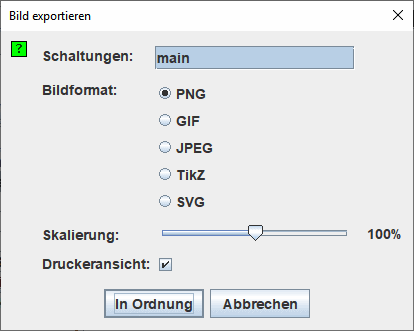 Bild exportieren
?
Schaltungen: main
Bildformat: PNG
GIF
JPEG
TikZ
SVG
Skalierung: 100%
Druckeransicht:
In Ordnung Abbrechen